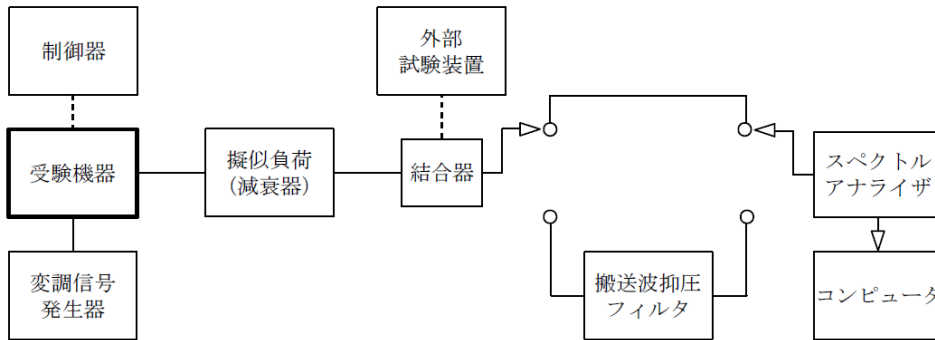 制御器
外部
試験装置
受験機器
擬似負荷
(減衰器)
結合器
スペクトル
アナライザ
変調信号
発生器
搬送波抑圧
フィルタ
コンピュータ